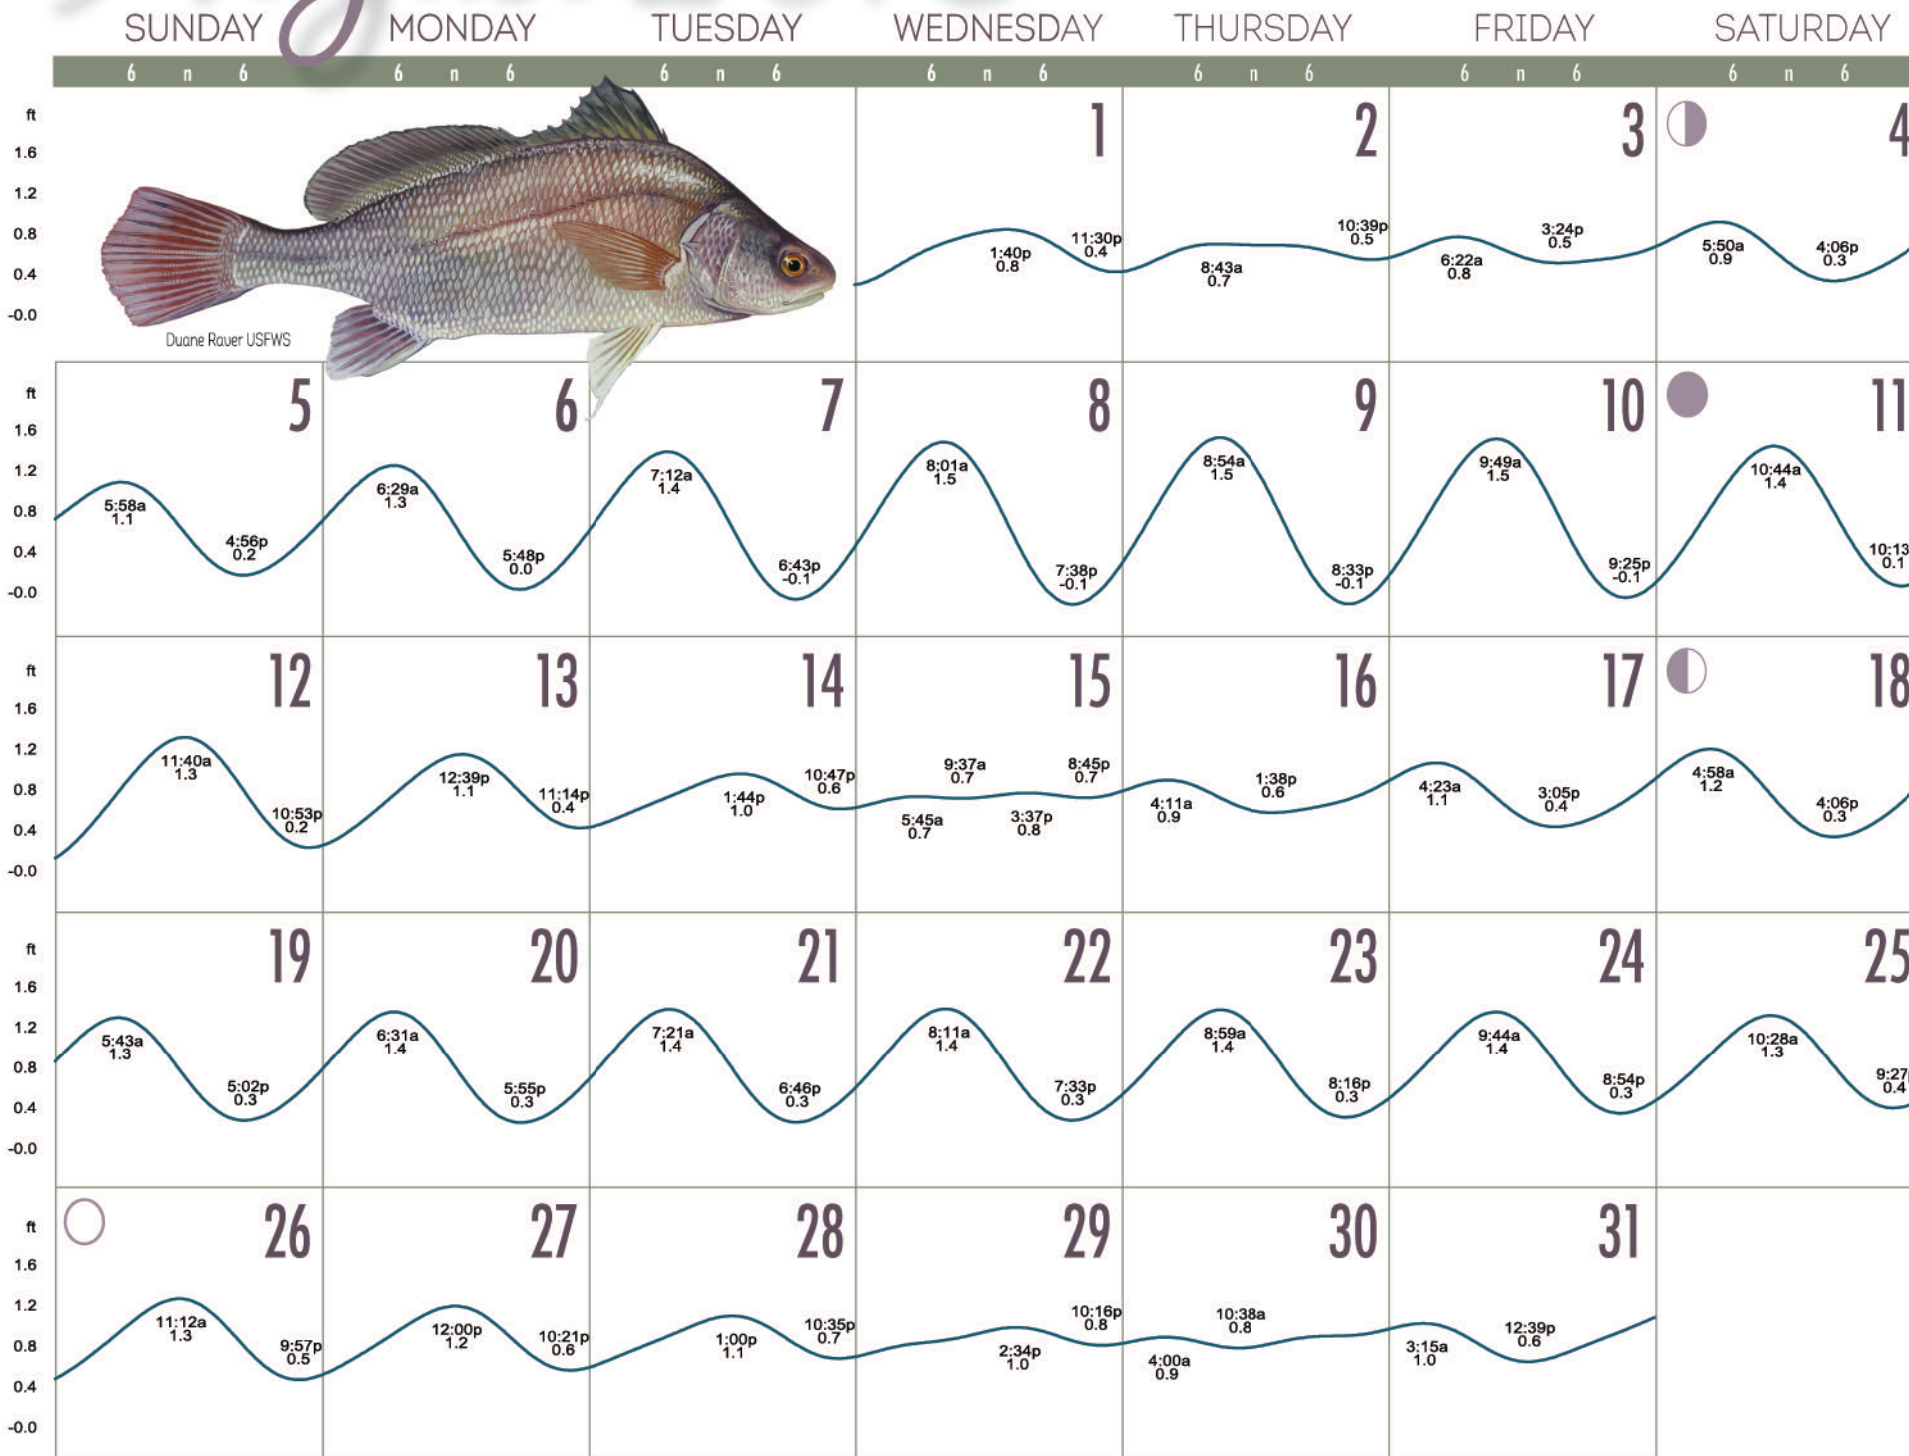 SUNDAY MONDAY TUESDAY WEDNESDAY THURSDAY FRIDAY SATURDAY
6 n 6 6 n 6 6 n 6 6 n 6 6 n 6 6 n 6 6 n 6
ft
1.6
1.2
0.8
0.4
-0.0
Duane Raver USFWS
1
1:40p
0.8
11:30p
0.4
2
8:43a
0.7
10:39p
0.5
3
6:22a
0.8
3:24p
0.5
4
5:50a
0.9
4:06p
0.3
ft
1.6
1.2
0.8
0.4
-0.0
5
5:58a
1.1
4:56p
0.2
6
6:29a
1.3
5:48p
0.0
7
7:12a
1.4
6:43p
-0.1
8
8:01a
1.5
7:38p
-0.1
9
8:54a
1.5
8:33p
-0.1
10
9:49a
1.5
9:25p
-0.1
11
10:44a
1.4
10:13
0.1
ft
1.6
1.2
0.8
0.4
-0.0
12
11:40a
1.3
10:53p
0.2
13
12:39p
1.1
11:14p
0.4
14
1:44p
1.0
10:47p
0.6
15
5:45a
0.7
9:37a
0.7
3:37p
0.8
8:45p
0.7
16
4:11a
0.9
1:38p
0.6
17
4:23a
1.1
3:05p
0.4
18
4:58a
1.2
4:06p
0.3
ft
1.6
1.2
0.8
0.4
-0.0
19
5:43a
1.3
5:02p
0.3
20
6:31a
1.4
5:55p
0.3
21
7:21a
1.4
6:46p
0.3
22
8:11a
1.4
7:33p
0.3
23
8:59a
1.4
8:16p
0.3
24
9:44a
1.4
8:54p
0.3
25
10:28a
1.3
9:27
0.4
ft
1.6
1.2
0.8
0.4
-0.0
26
11:12a
1.3
9:57p
0.5
27
12:00p
1.2
10:21p
0.6
28
1:00p
1.1
10:35p
0.7
29
2:34p
1.0
10:16p
0.8
30
4:00a
0.9
10:38a
0.8
31
3:15a
1.0
12:39p
0.6